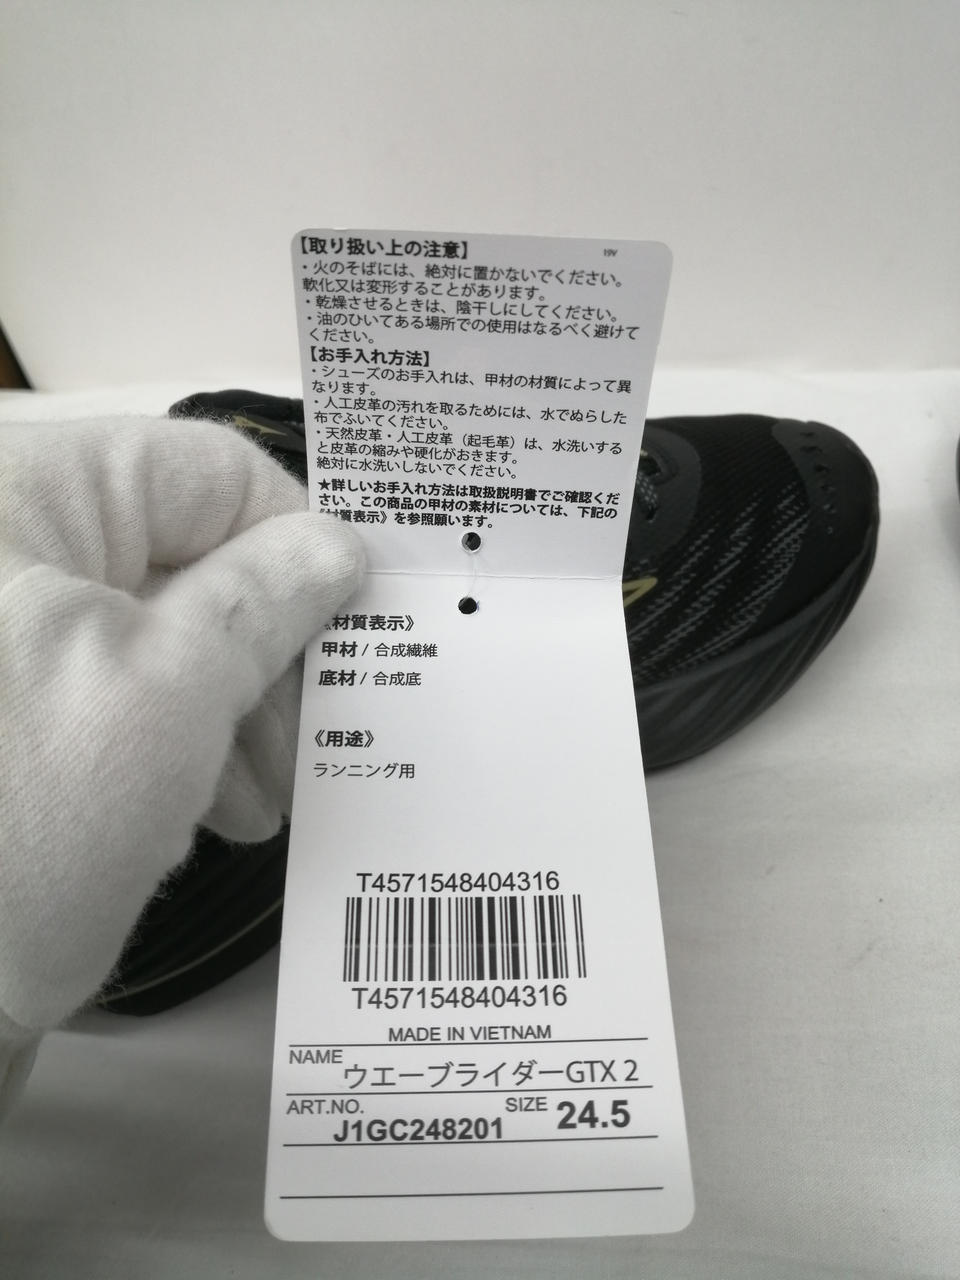 【取り扱い上の注意】
19V
・火のそばには、絶対に置かないでください。
軟化又は変形することがあります。
・乾燥させるときは、陰干しにしてください。
・油のひいてある場所での使用はなるべく避けて
ください。
【お手入れ方法】
・シューズのお手入れは、甲材の材質によって異
なります。
・人工皮革の汚れを取るためには、水でぬらした
布でふいてください。
・天然皮革・人工皮革（起毛革）は、水洗いする
と皮革の縮みや硬化がおきます。
絶対に水洗いしないでください。
★詳しいお手入れ方法は取扱説明書でご確認くだ
さい。この商品の甲材の素材については、下記の
《材質表示》を参照願います。
《材質表示》
甲材 / 合成繊維
底材 / 合成底
《用途》
ランニング用
T4571548404316
T4571548404316
MADE IN VIETNAM
NAME ウエーブライダーGTX 2
ART.NO. J1GC248201 SIZE 24.5